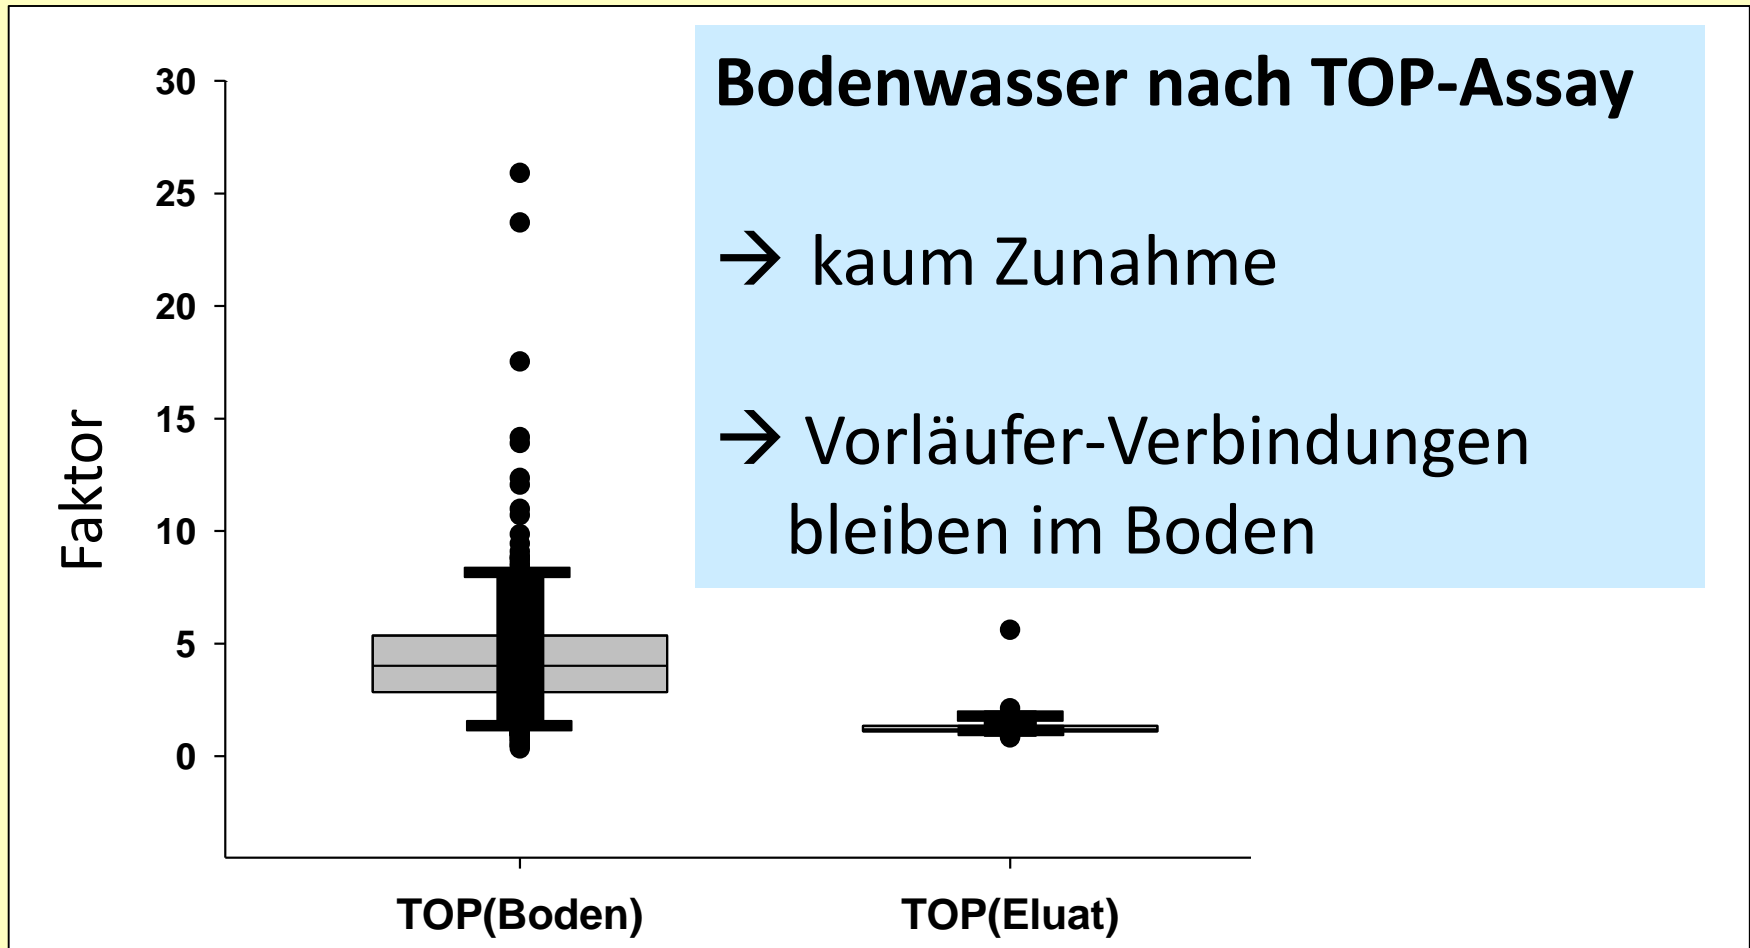 Bodenwasser nach TOP-Assay
→ kaum Zunahme
→ Vorläufer-Verbindungen
bleiben im Boden
Faktor
30
25
20
15
10
5
0
TOP(Boden)
TOP(Eluat)